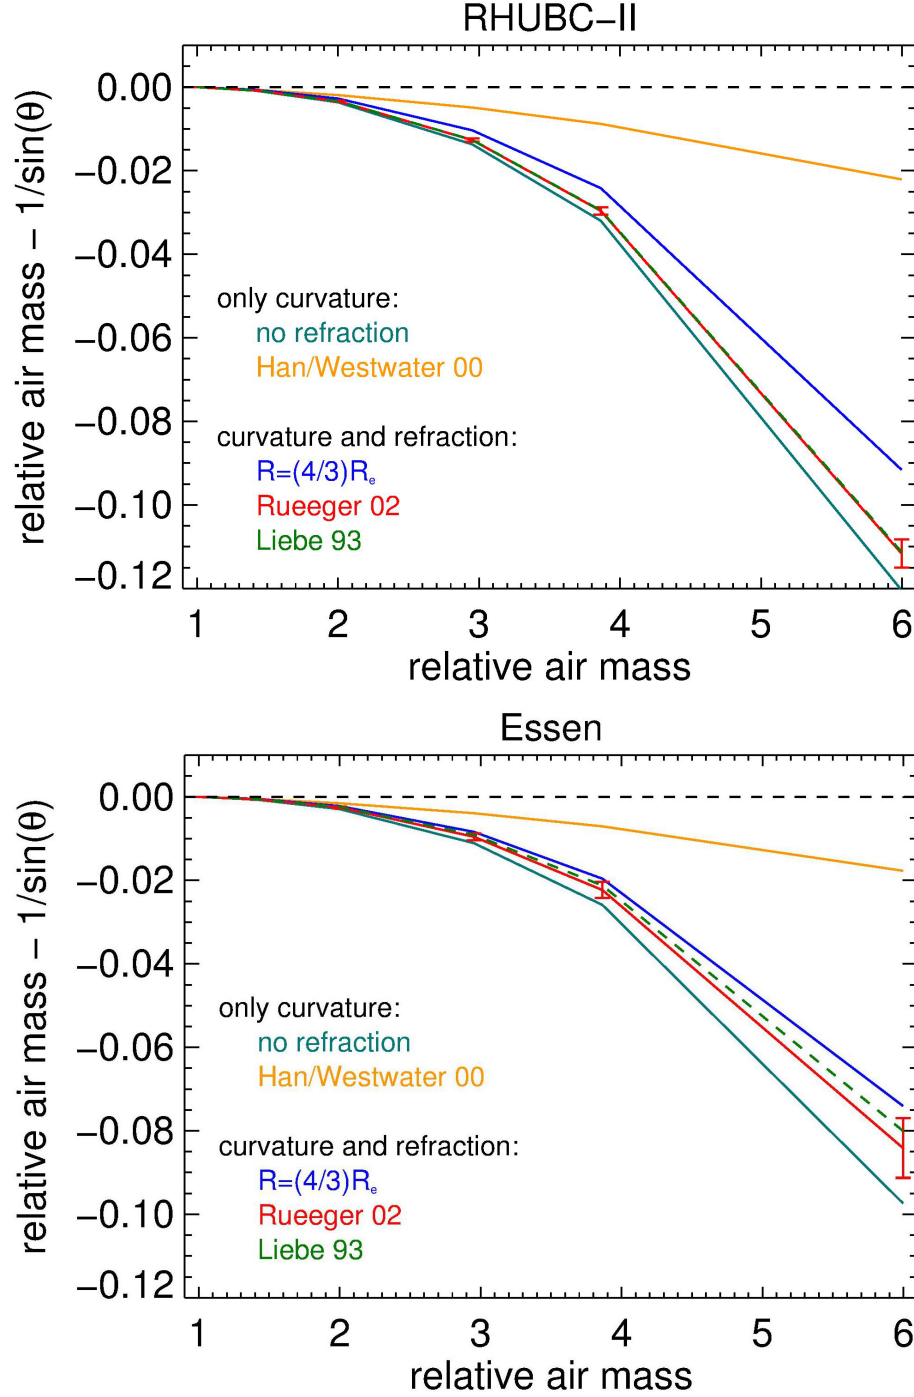 RHUBC−II
relative air mass − 1/sin(θ)
0.00
−0.02
−0.04
−0.06
−0.08
−0.10
−0.12
only curvature:
no refraction
Han/Westwater 00
curvature and refraction:
R=(4/3)Re
Rueeger 02
Liebe 93
1 2 3 4 5 6
relative air mass
Essen
relative air mass − 1/sin(θ)
0.00
−0.02
−0.04
−0.06
−0.08
−0.10
−0.12
only curvature:
no refraction
Han/Westwater 00
curvature and refraction:
R=(4/3)Re
Rueeger 02
Liebe 93
1 2 3 4 5 6
relative air mass